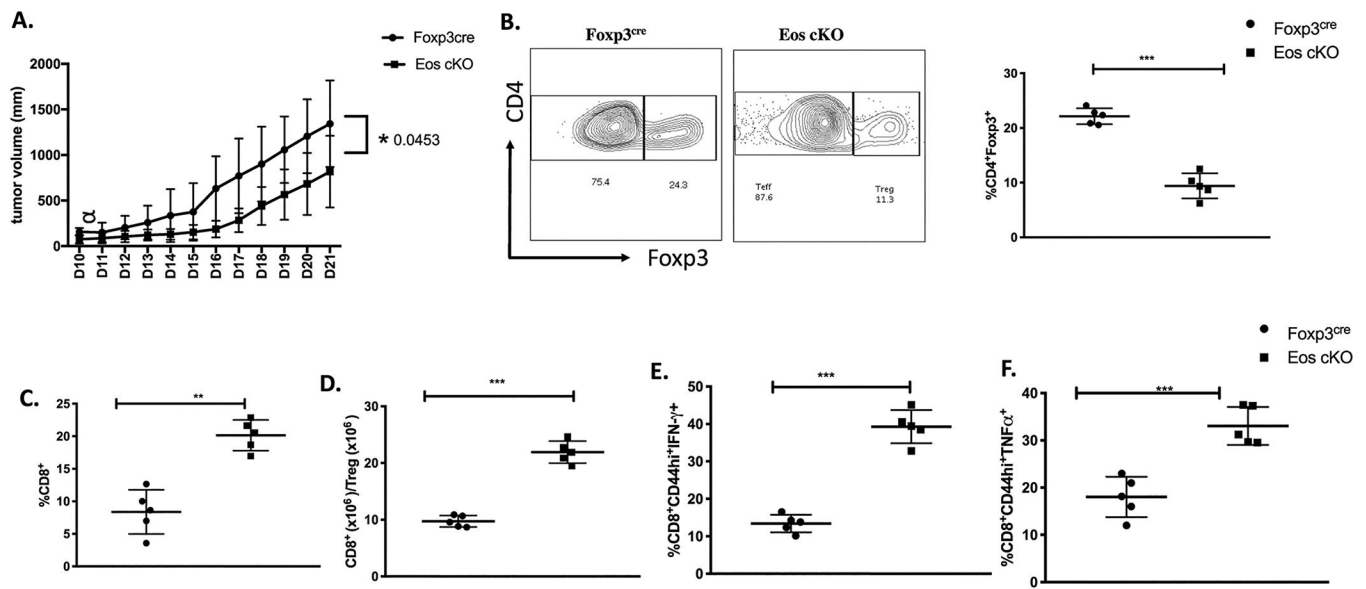 A.
Foxp3cre
Eos cKO
tumor volume (mm)
2000
1500
1000
500
0
α
* 0.0453
D10
D11
D12
D13
D14
D15
D16
D17
D18
D19
D20
D21
B.
Foxp3cre
Eos cKO
CD4
75.4
24.3
Teff
87.6
Treg
11.3
Foxp3
Foxp3cre
Eos cKO
%CD4+Foxp3+
30
20
10
0
***
C.
%CD8+
25
20
15
10
5
0
**
D.
CD8+ (x10⁶)/Treg (x10⁶)
30
20
10
0
***
E.
%CD8+CD44hi+IFN-γ+
50
40
30
20
10
0
***
Foxp3cre
Eos cKO
F.
%CD8+CD44hi+TNFα+
40
30
20
10
0
***